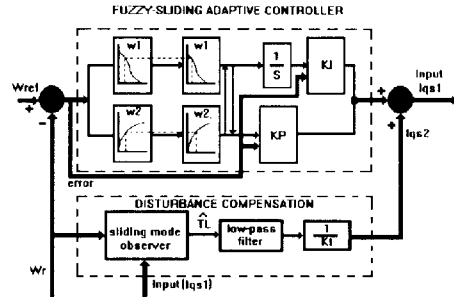 FUZZY-SLIDING ADAPTIVE CONTROLLER
w1 w1
1/S
KI
Wref
+
-
w2 w2
KP
+
+
Input
Iqs1
Iqs2
error
DISTURBANCE COMPENSATION
sliding mode
observer
^
TL
low-pass
filter
1/Kt
Wr
Input(Iqs1)